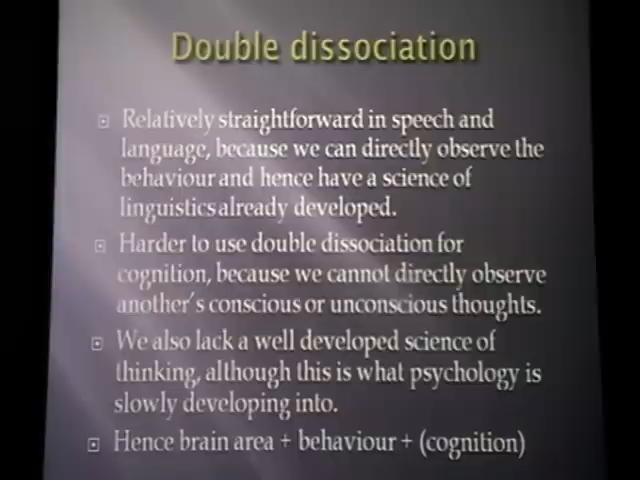 Double dissociation
Relatively straightforward in speech and
language, because we can directly observe the
behaviour and hence have a science of
linguistics already developed.
Harder to use double dissociation for
cognition, because we cannot directly observe
another's conscious or unconscious thoughts.
We also lack a well developed science of
thinking, although this is what psychology is
slowly developing into.
Hence brain area + behaviour + (cognition)